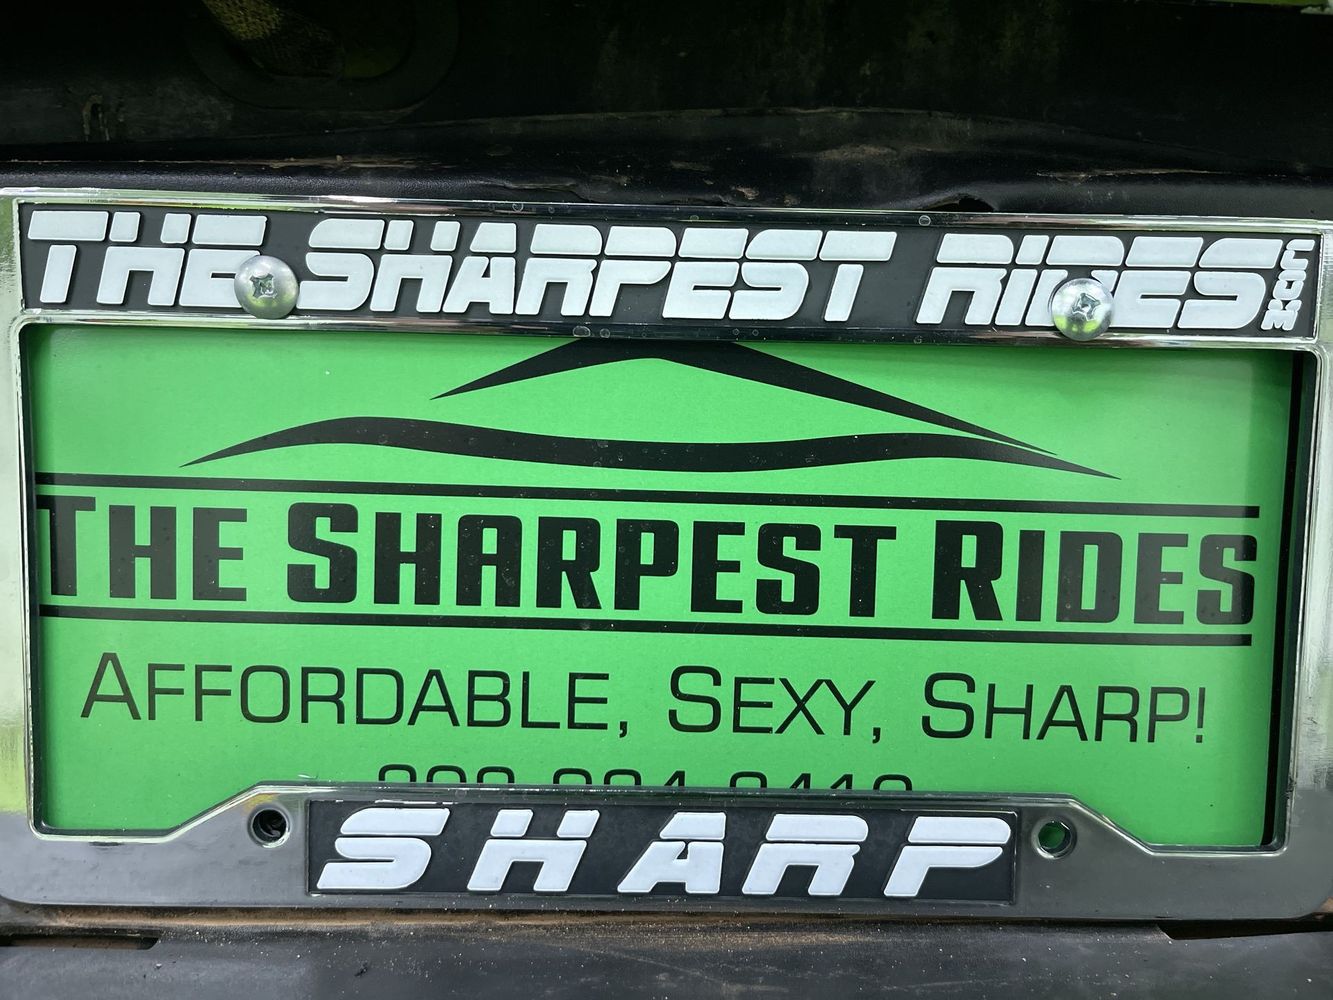 THE SHARPEST RIDES.COM
THE SHARPEST RIDES
AFFORDABLE, SEXY, SHARP!
SHARP